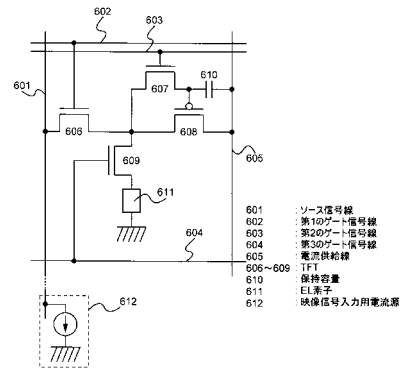 602
603
601
610
607
606
608
609
605
611
604
612
601 : ソース信号線
602 : 第1のゲート信号線
603 : 第2のゲート信号線
604 : 第3のゲート信号線
605 : 電流供給線
606~609 : TFT
610 : 保持容量
611 : EL素子
612 : 映像信号入力用電流源